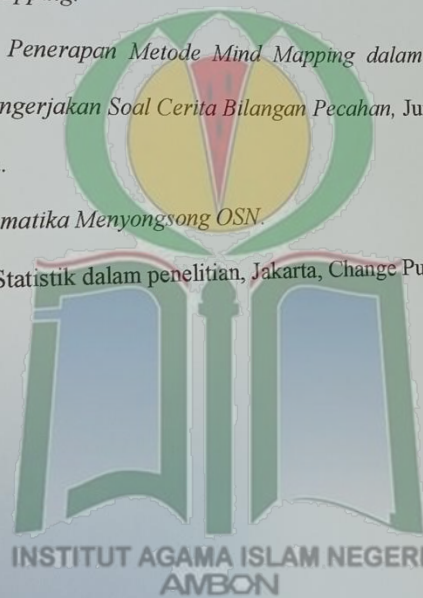 Penerapan Metode Mind Mapping dalam
ngerjakan Soal Cerita Bilangan Pecahan, Ju
matika Menyongsong OSN.
Statistik dalam penelitian, Jakarta, Change Pu
INSTITUT AGAMA ISLAM NEGERI
AMBON